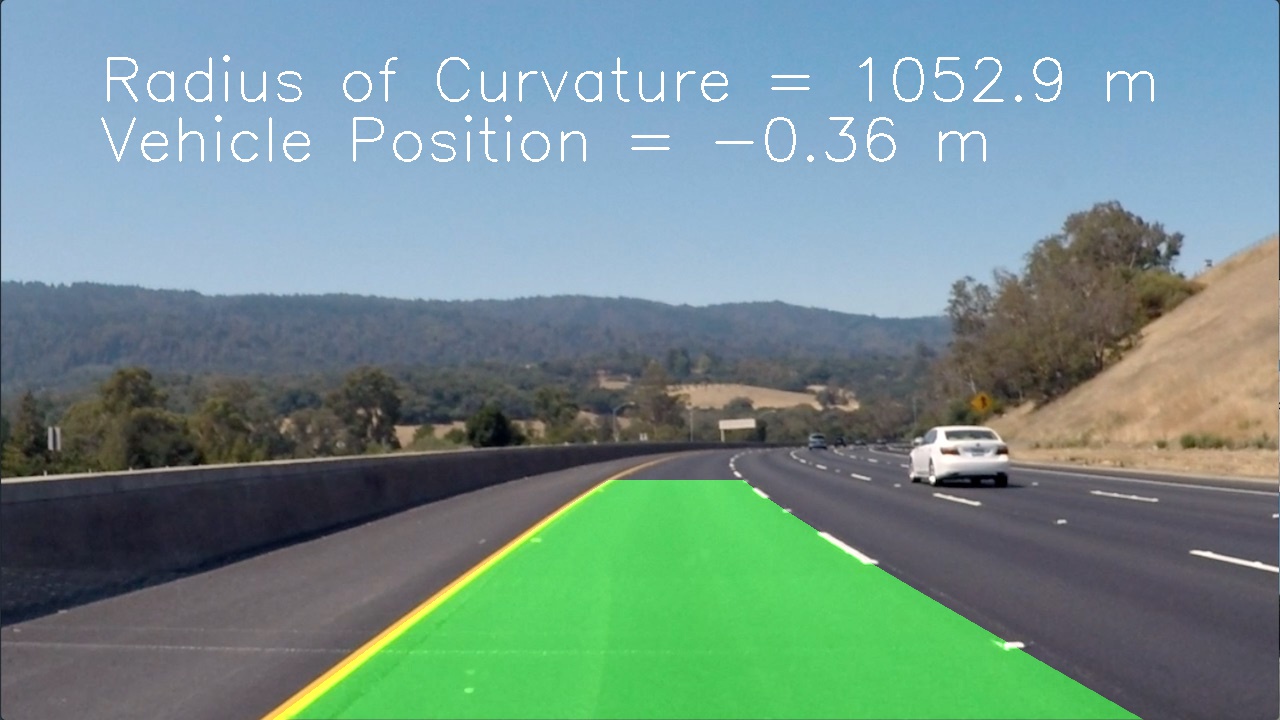 Radius of Curvature = 1052.9 m
Vehicle Position = -0.36 m